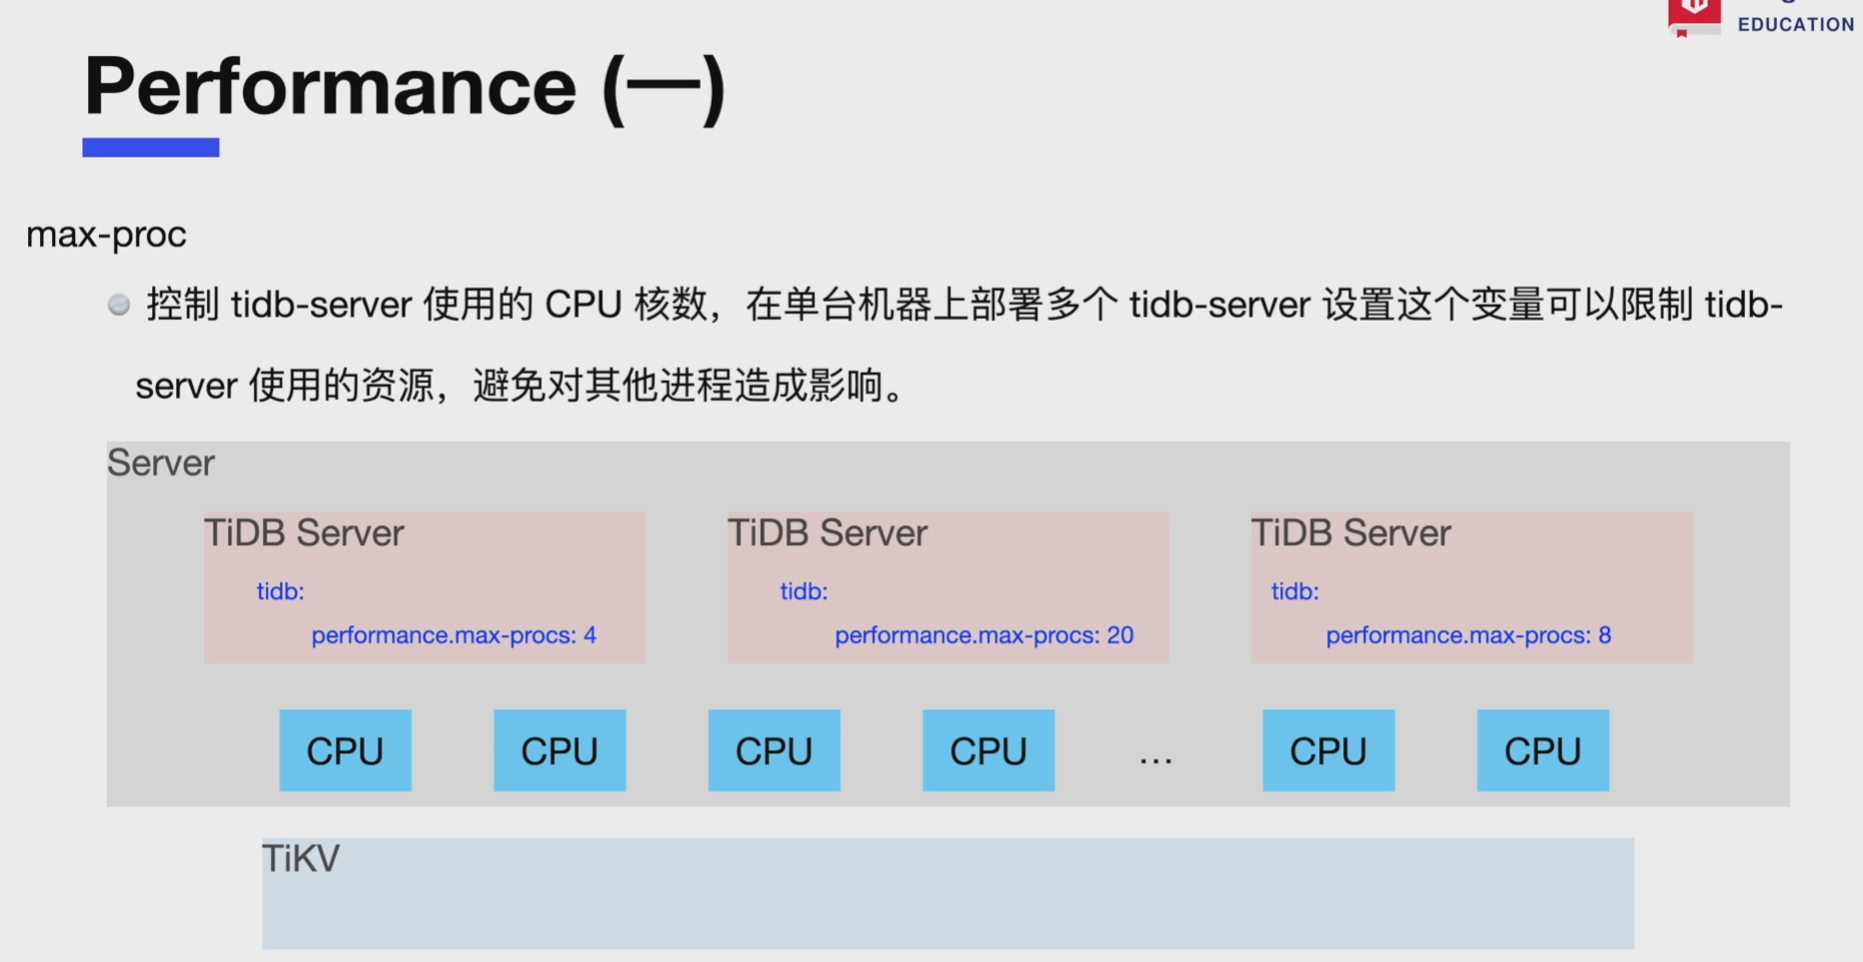 EDUCATION
Performance (一)
max-proc
控制 tidb-server 使用的 CPU 核数，在单台机器上部署多个 tidb-server 设置这个变量可以限制 tidb-
server 使用的资源，避免对其他进程造成影响。
Server
TiDB Server TiDB Server TiDB Server
tidb: tidb: tidb:
performance.max-procs: 4 performance.max-procs: 20 performance.max-procs: 8
CPU CPU CPU CPU ... CPU CPU
TiKV